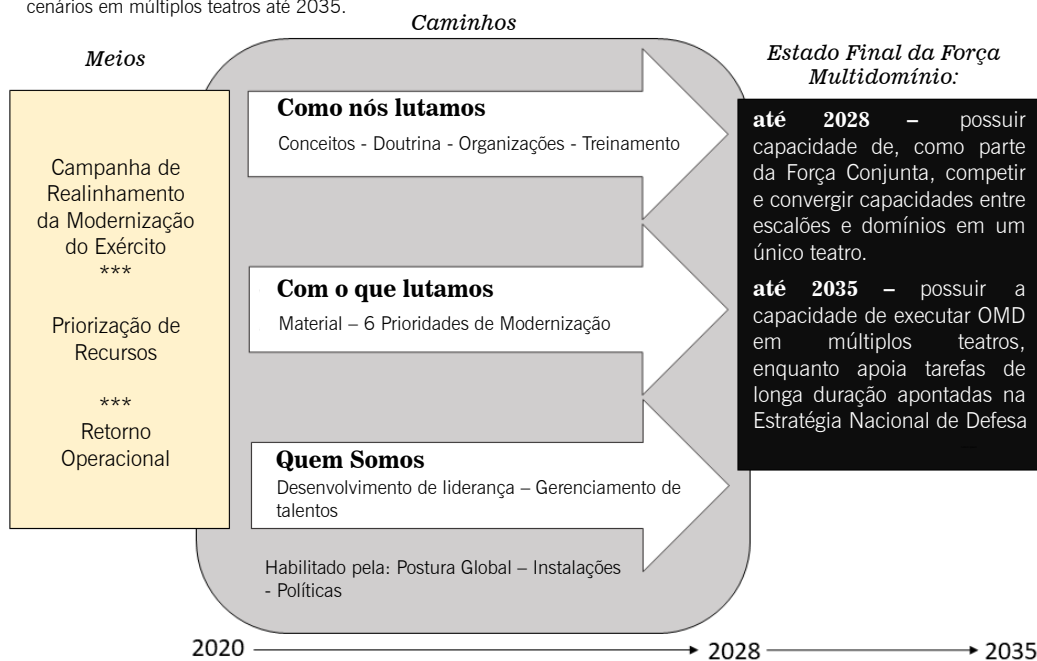 cenários em múltiplos teatros até 2035.
Caminhos
Meios
Estado Final da Força
Multidomínio:
Campanha de
Realinhamento
da Modernização
do Exército
***
Priorização de
Recursos
***
Retorno
Operacional
Como nós lutamos
Conceitos - Doutrina - Organizações - Treinamento
Com o que lutamos
Material – 6 Prioridades de Modernização
Quem Somos
Desenvolvimento de liderança – Gerenciamento de
talentos
Habilitado pela: Postura Global – Instalações
- Políticas
até 2028 – possuir
capacidade de, como parte
da Força Conjunta, competir
e convergir capacidades entre
escalões e domínios em um
único teatro.
até 2035 – possuir a
capacidade de executar OMD
em múltiplos teatros,
enquanto apoia tarefas de
longa duração apontadas na
Estratégia Nacional de Defesa
2020
2028
2035